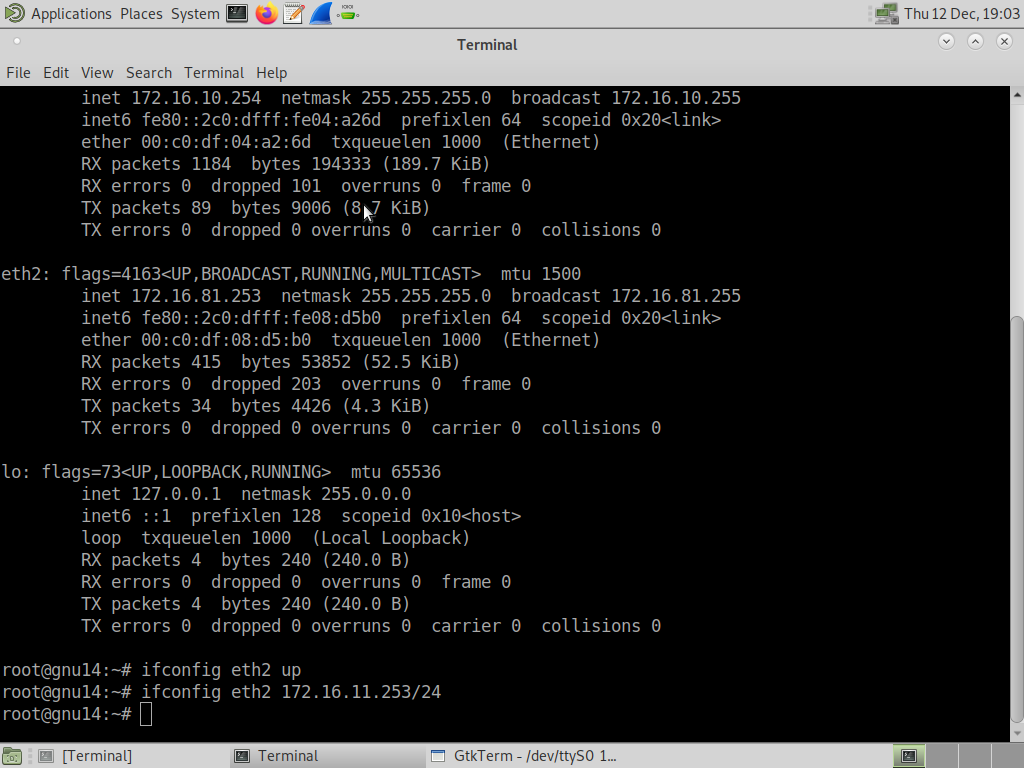 Applications Places System Thu 12 Dec, 19:03
Terminal
File Edit View Search Terminal Help
inet 172.16.10.254 netmask 255.255.255.0 broadcast 172.16.10.255
inet6 fe80::2c0:dfff:fe04:a26d prefixlen 64 scopeid 0x20<link>
ether 00:c0:df:04:a2:6d txqueuelen 1000 (Ethernet)
RX packets 1184 bytes 194333 (189.7 KiB)
RX errors 0 dropped 101 overruns 0 frame 0
TX packets 89 bytes 9006 (8.7 KiB)
TX errors 0 dropped 0 overruns 0 carrier 0 collisions 0
eth2: flags=4163<UP,BROADCAST,RUNNING,MULTICAST> mtu 1500
inet 172.16.81.253 netmask 255.255.255.0 broadcast 172.16.81.255
inet6 fe80::2c0:dfff:fe08:d5b0 prefixlen 64 scopeid 0x20<link>
ether 00:c0:df:08:d5:b0 txqueuelen 1000 (Ethernet)
RX packets 415 bytes 53852 (52.5 KiB)
RX errors 0 dropped 203 overruns 0 frame 0
TX packets 34 bytes 4426 (4.3 KiB)
TX errors 0 dropped 0 overruns 0 carrier 0 collisions 0
lo: flags=73<UP,LOOPBACK,RUNNING> mtu 65536
inet 127.0.0.1 netmask 255.0.0.0
inet6 ::1 prefixlen 128 scopeid 0x10<host>
loop txqueuelen 1000 (Local Loopback)
RX packets 4 bytes 240 (240.0 B)
RX errors 0 dropped 0 overruns 0 frame 0
TX packets 4 bytes 240 (240.0 B)
TX errors 0 dropped 0 overruns 0 carrier 0 collisions 0
root@gnu14:~# ifconfig eth2 up
root@gnu14:~# ifconfig eth2 172.16.11.253/24
root@gnu14:~#
[Terminal] Terminal GtkTerm - /dev/ttyS0 1...